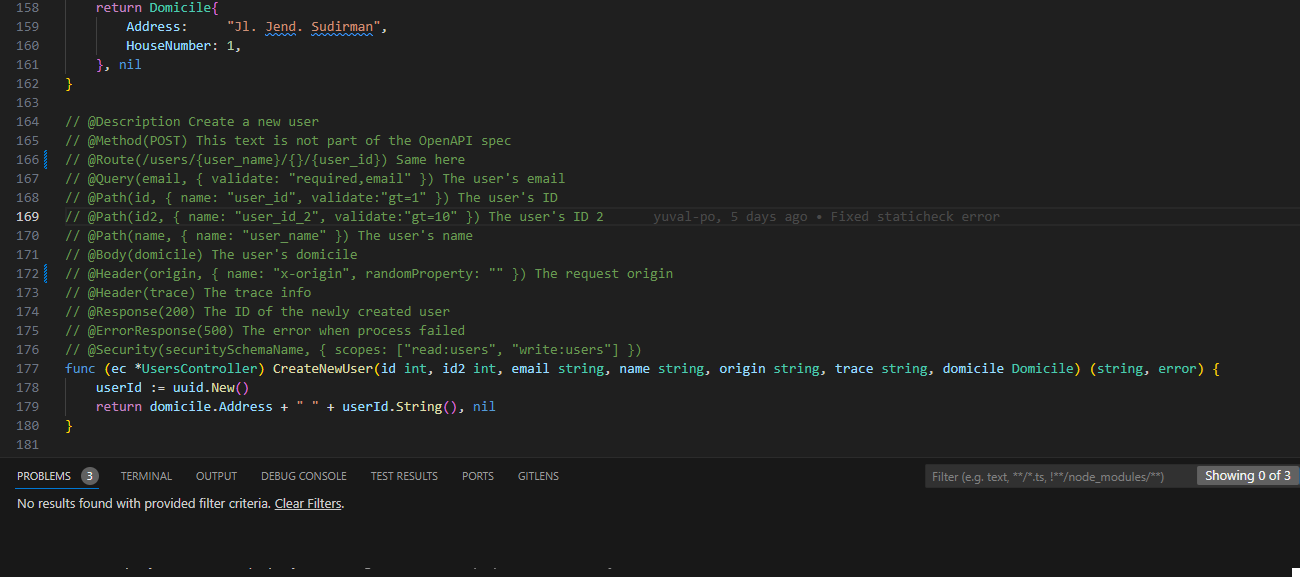 158 return Domicile{
159 Address: "Jl. Jend. Sudirman",
160 HouseNumber: 1,
161 }, nil
162 }
163
164 // @Description Create a new user
165 // @Method(POST) This text is not part of the OpenAPI spec
166 // @Route(/users/{user_name}/{}/{user_id}) Same here
167 // @Query(email, { validate: "required,email" }) The user's email
168 // @Path(id, { name: "user_id", validate:"gt=1" }) The user's ID
169 // @Path(id2, { name: "user_id_2", validate:"gt=10" }) The user's ID 2 yuval-po, 5 days ago • Fixed staticheck error
170 // @Path(name, { name: "user_name" }) The user's name
171 // @Body(domicile) The user's domicile
172 // @Header(origin, { name: "x-origin", randomProperty: "" }) The request origin
173 // @Header(trace) The trace info
174 // @Response(200) The ID of the newly created user
175 // @ErrorResponse(500) The error when process failed
176 // @Security(securitySchemaName, { scopes: ["read:users", "write:users"] })
177 func (ec *UsersController) CreateNewUser(id int, id2 int, email string, name string, origin string, trace string, domicile Domicile) (string, error) {
178 userId := uuid.New()
179 return domicile.Address + " " + userId.String(), nil
180 }
181
PROBLEMS 3 TERMINAL OUTPUT DEBUG CONSOLE TEST RESULTS PORTS GITLENS Filter (e.g. text, **/*.ts, !**/node_modules/**) Showing 0 of 3
No results found with provided filter criteria. Clear Filters.